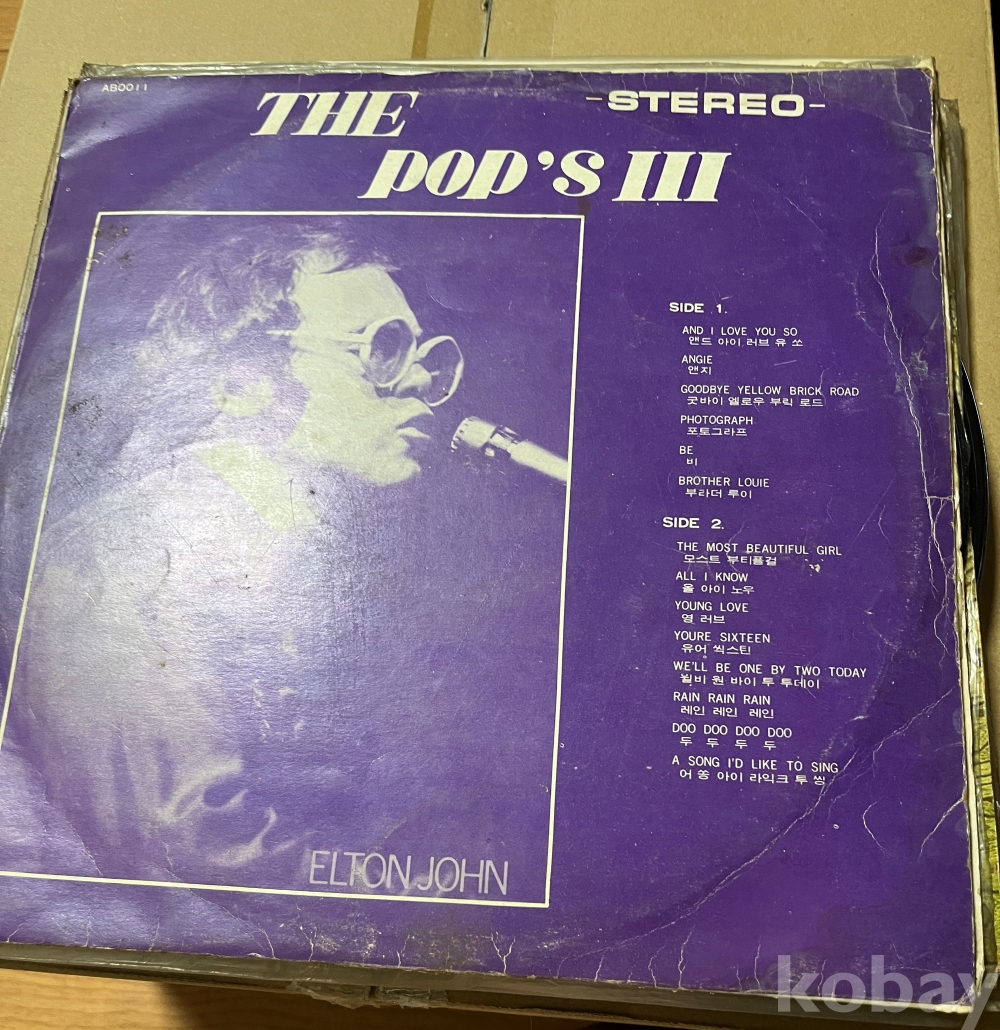 AB0011
THE
-STEREO-
POP'S III
SIDE 1.
AND I LOVE YOU SO
앤드 아이 러브 유 쏘
ANGIE
앤지
GOODBYE YELLOW BRICK ROAD
굿바이 옐로우 부릭 로드
PHOTOGRAPH
포토그라프
BE
비
BROTHER LOUIE
부라더 루이
SIDE 2.
THE MOST BEAUTIFUL GIRL
모스트 부티플걸
ALL I KNOW
올 아이 노우
YOUNG LOVE
영 러브
YOURE SIXTEEN
유어 씩스틴
WE'LL BE ONE BY TWO TODAY
윌비 원 바이 투 투데이
RAIN RAIN RAIN
레인 레인 레인
DOO DOO DOO DOO
두 두 두 두
A SONG I'D LIKE TO SING
어 쏭 아이 라익크 투 씽
ELTON JOHN
kobay